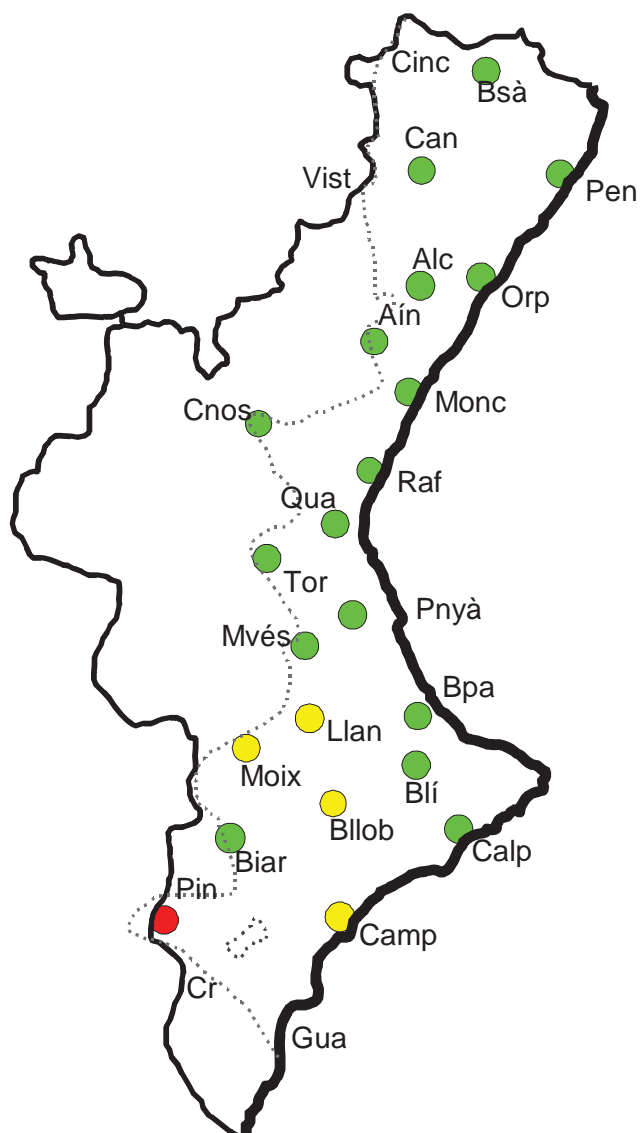 Cinc
Bsà
Can
Vist
Pen
Alc
Orp
Aín
Monc
Cnos
Raf
Qua
Tor
Pnyà
Mvés
Bpa
Llan
Moix
Blí
Bllob
Calp
Biar
Pin
Camp
Cr
Gua